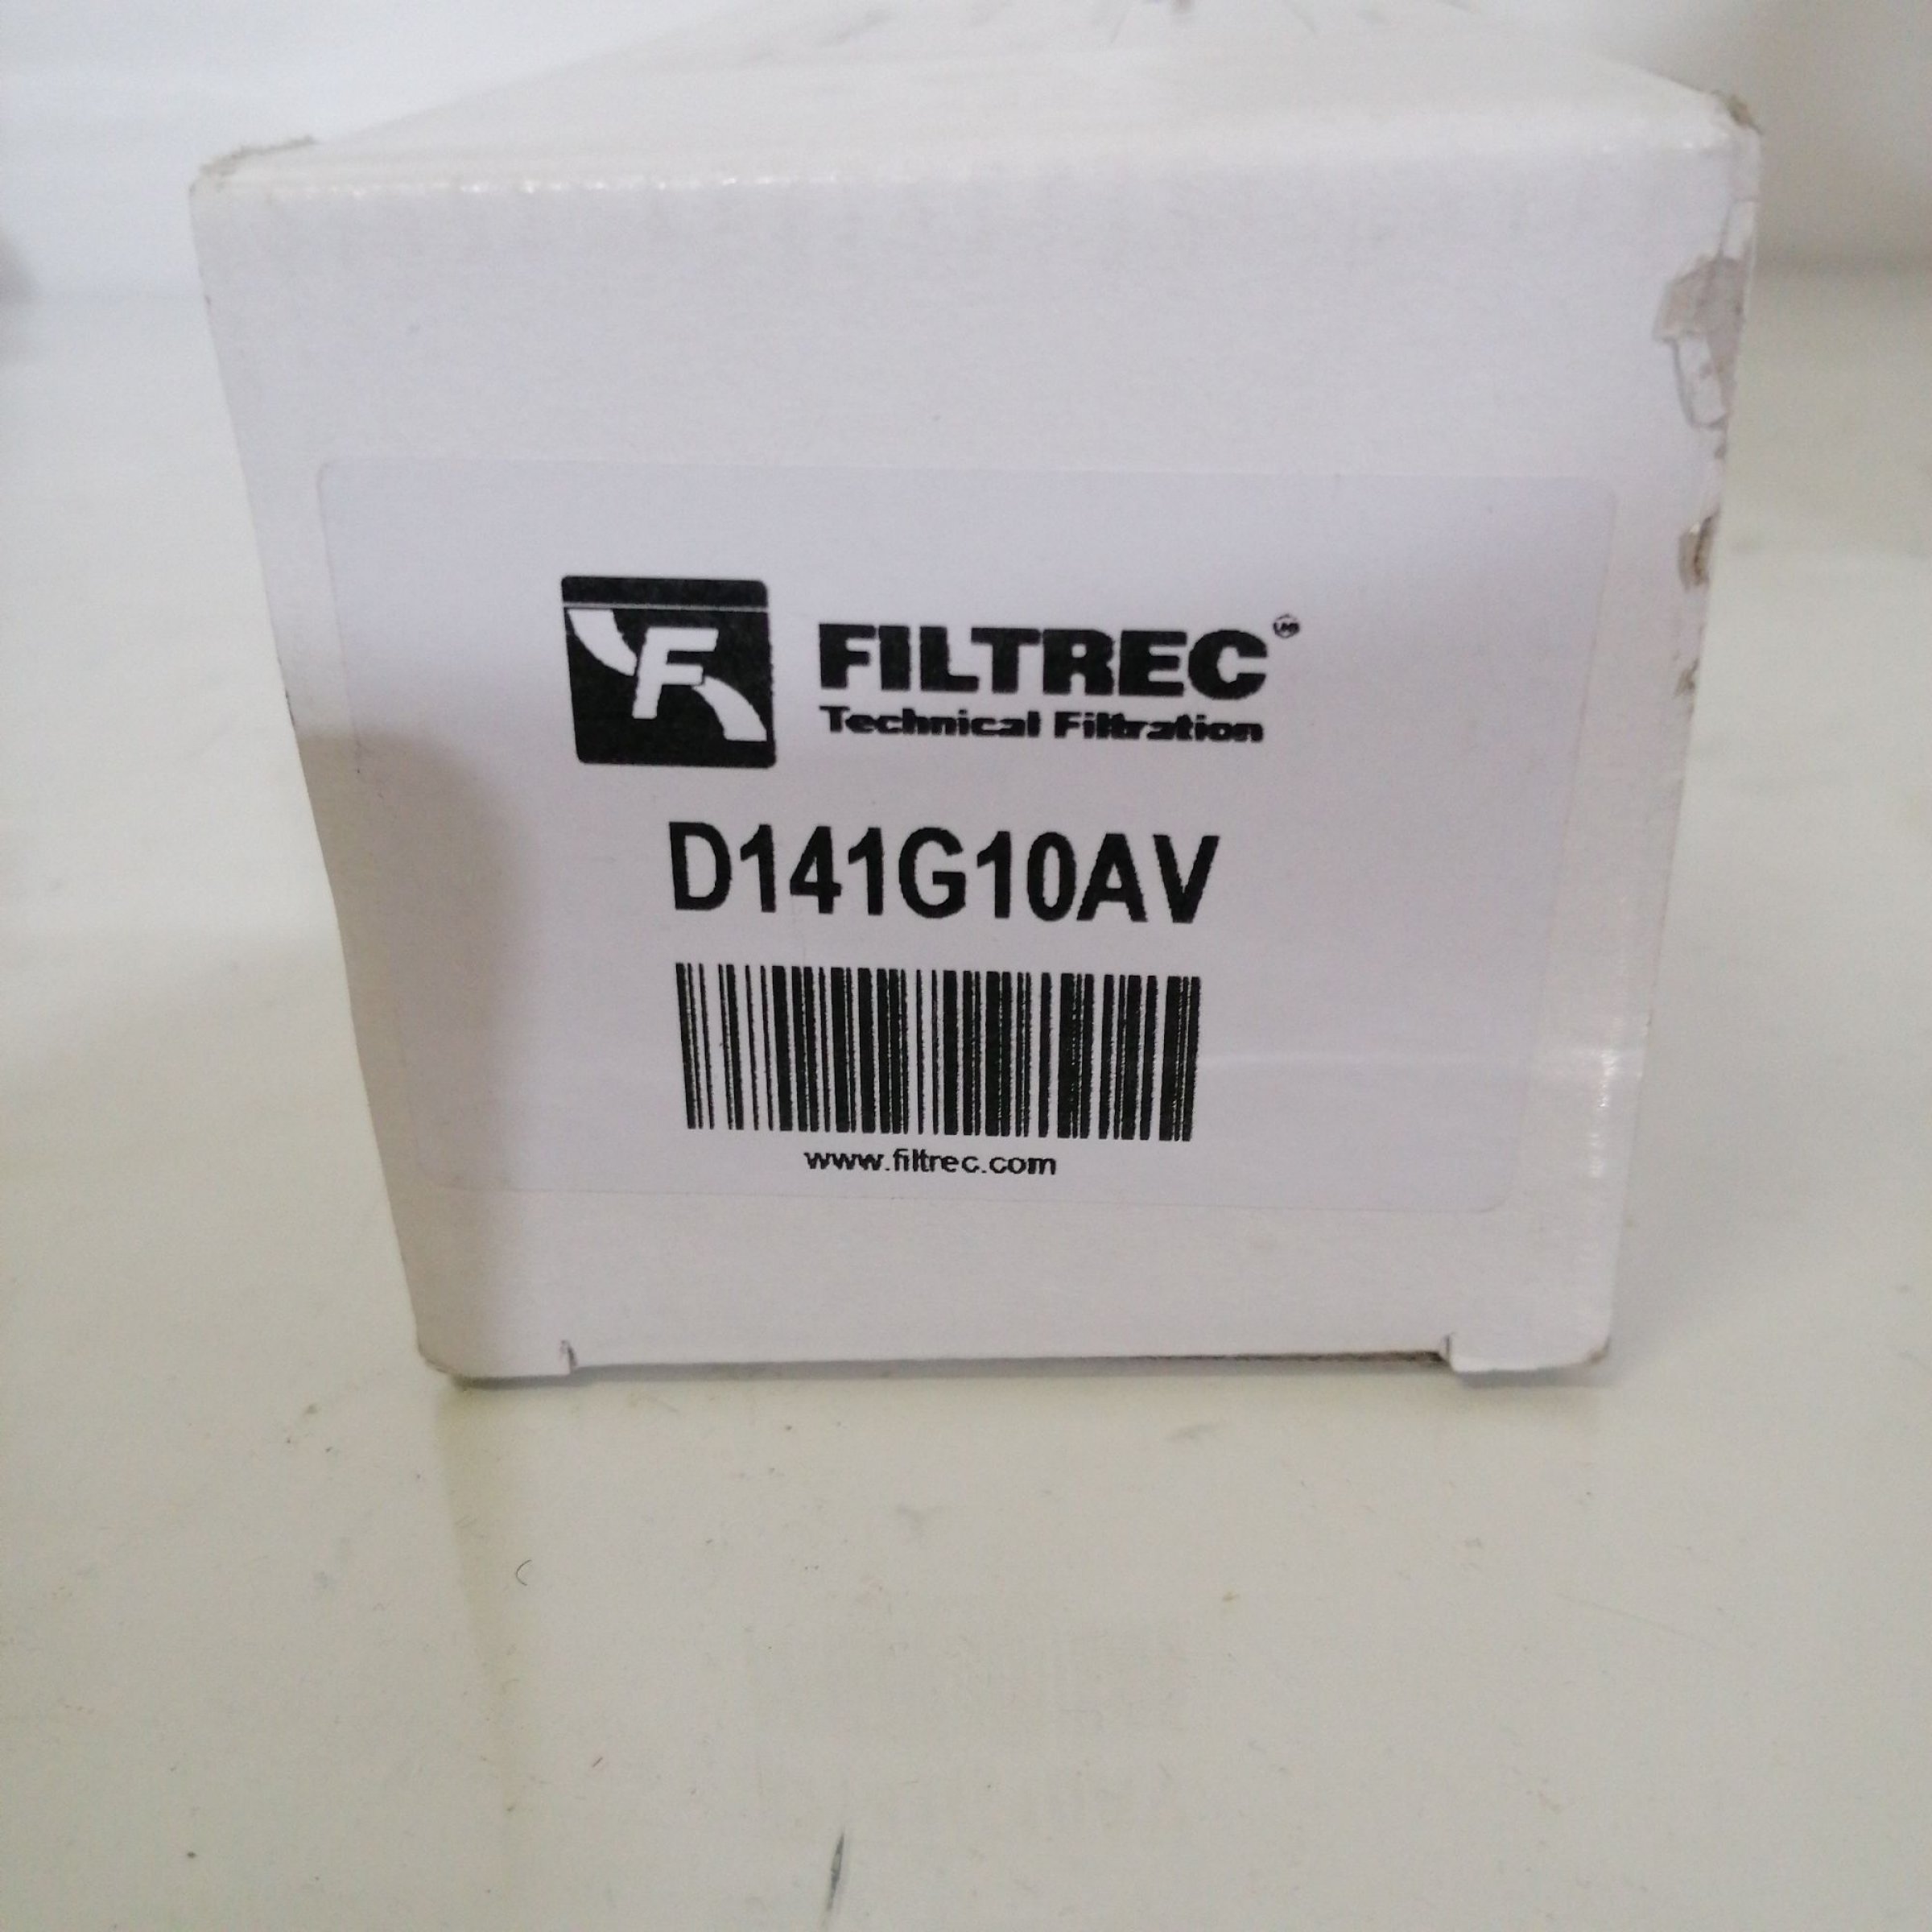 FILTREC
Technical Filtration
D141G10AV
www.filtrec.com